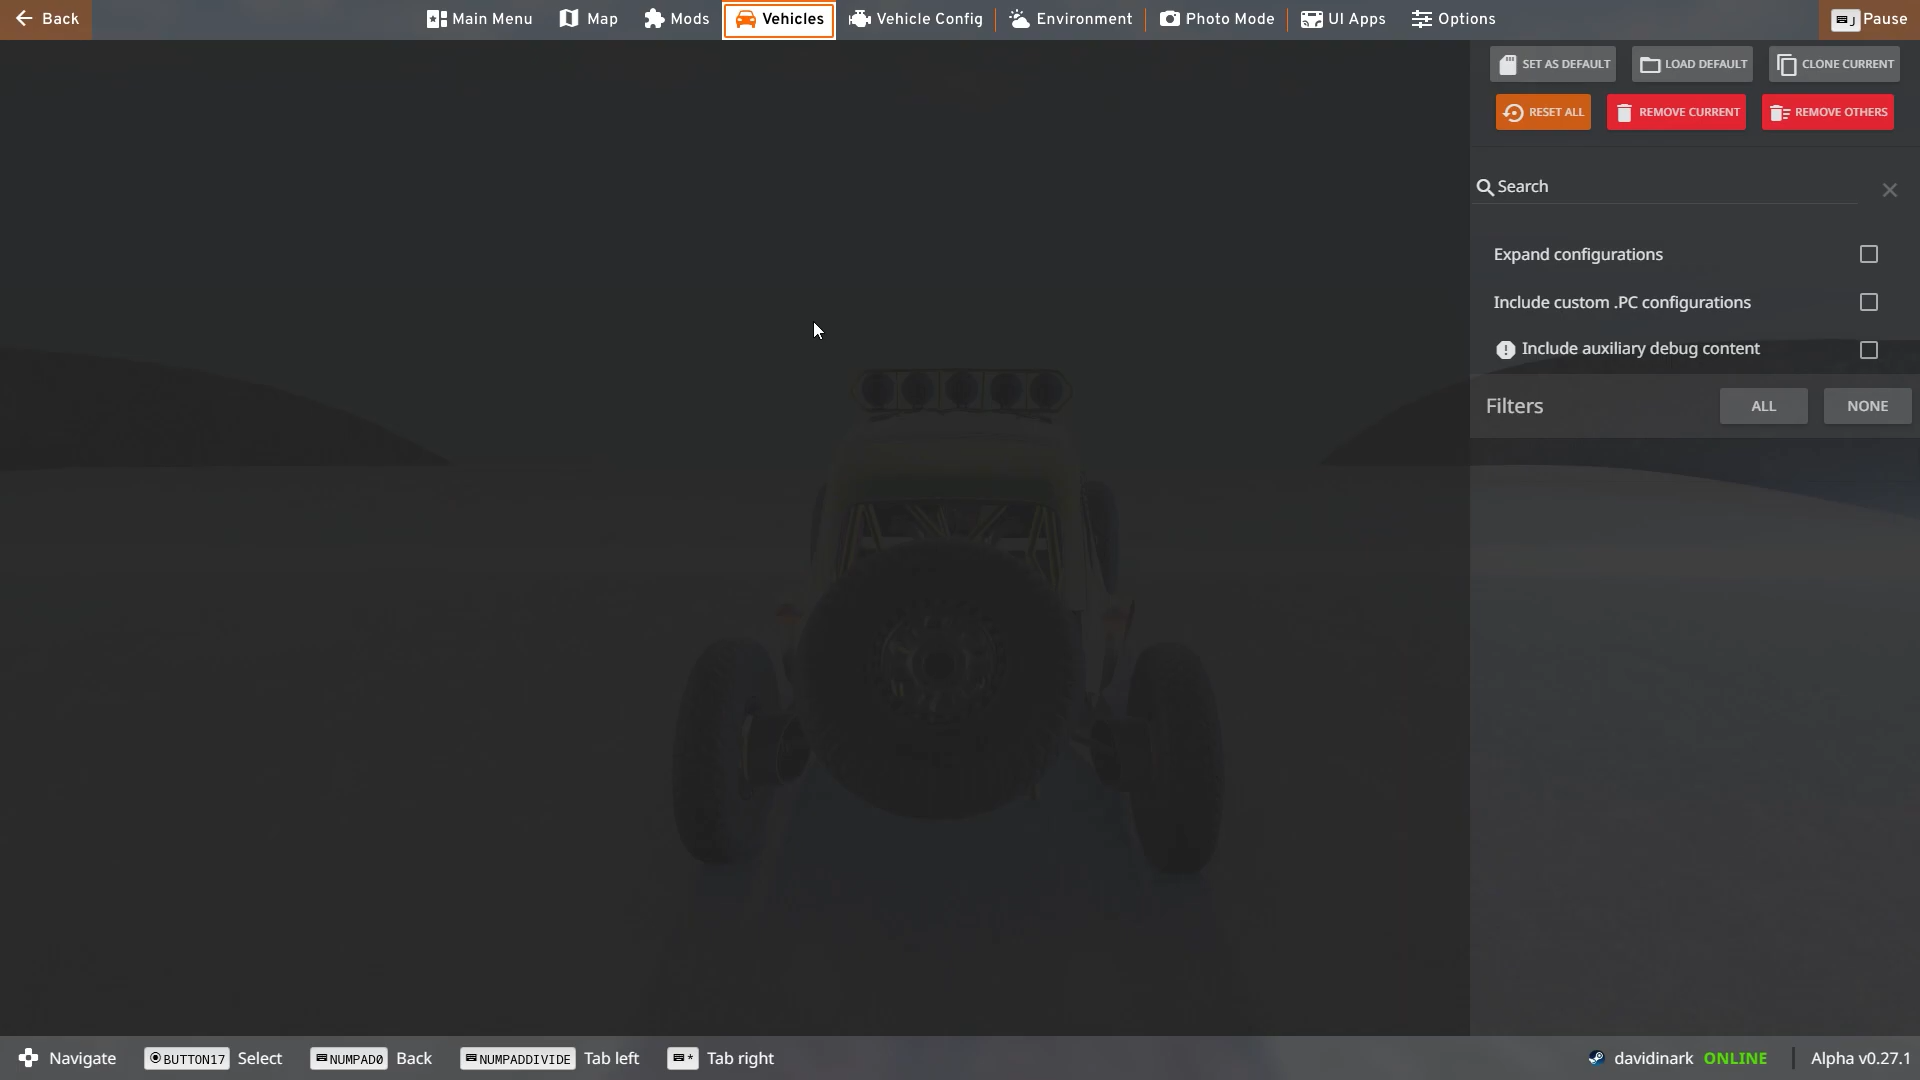 Back
Main Menu
Map
Mods
Vehicles
Vehicle Config
Environment
Photo Mode
UI Apps
Options
J Pause
SET AS DEFAULT
LOAD DEFAULT
CLONE CURRENT
RESET ALL
REMOVE CURRENT
REMOVE OTHERS
Search
Expand configurations
Include custom .PC configurations
Include auxiliary debug content
Filters
ALL
NONE
Navigate
BUTTON17 Select
NUMPAD0 Back
NUMPADDIVIDE Tab left
* Tab right
davidinark ONLINE
Alpha v0.27.1